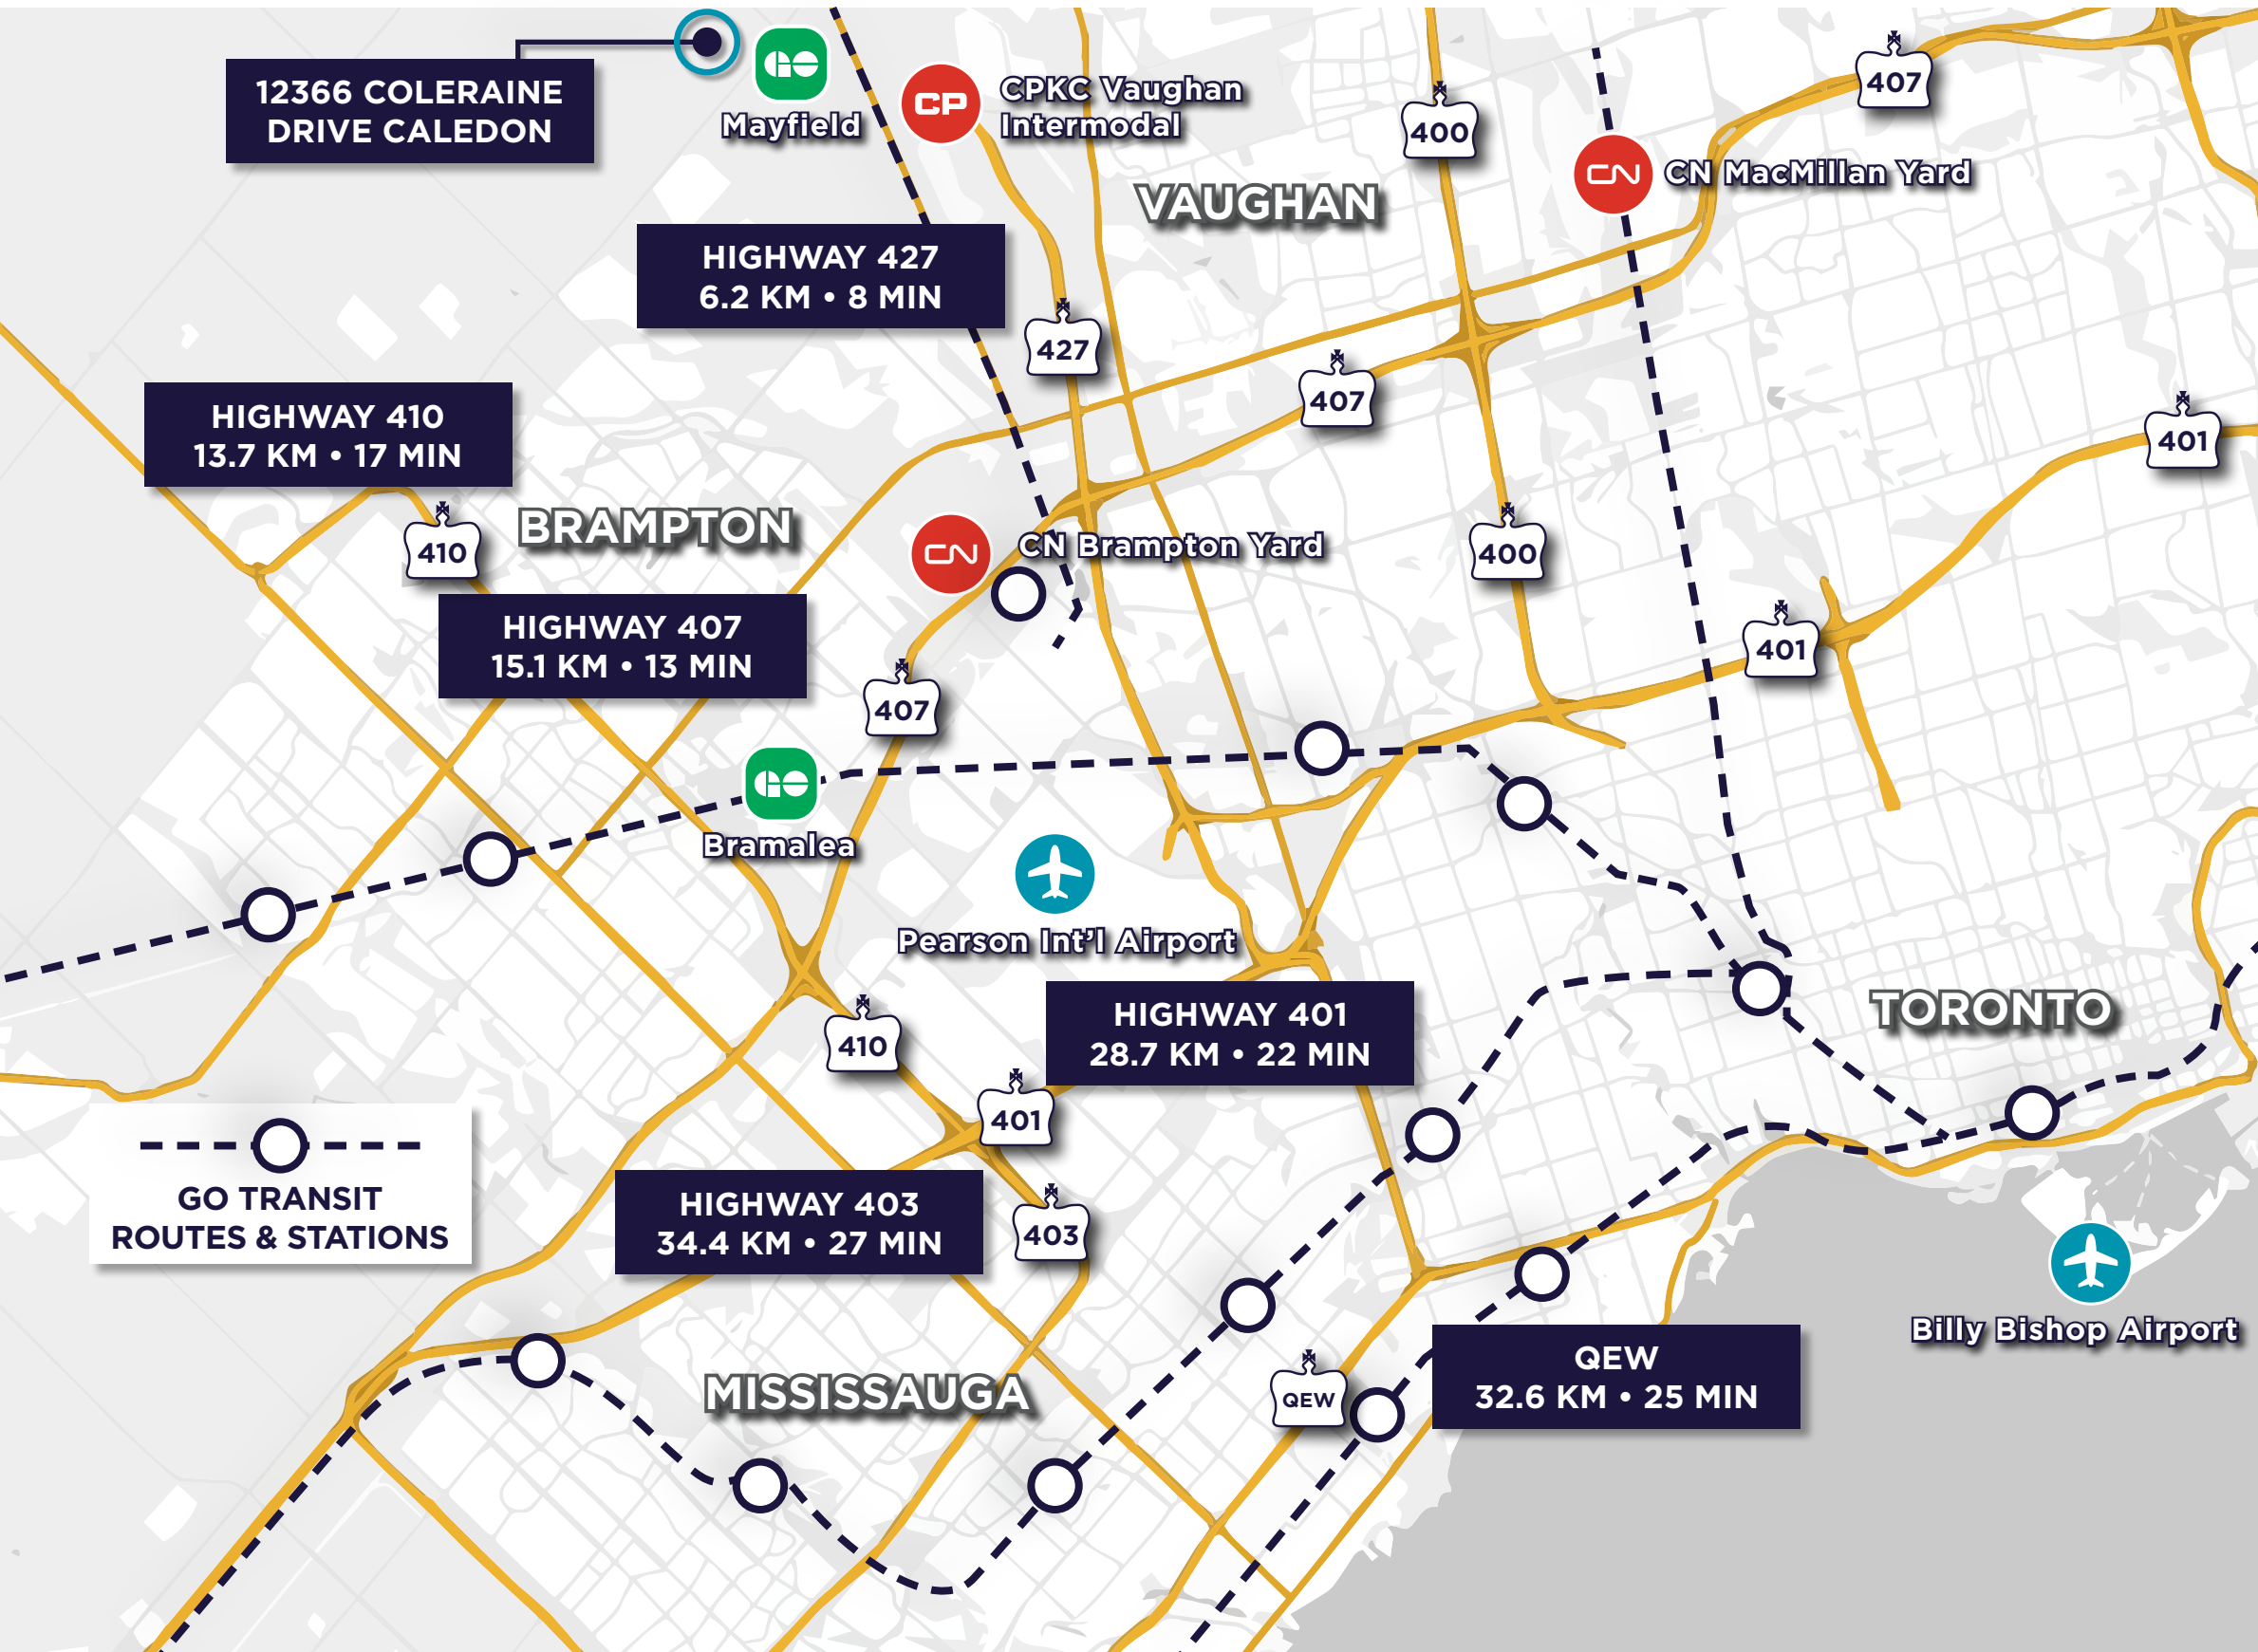 12366 COLERAINE
DRIVE CALEDON
GO
Mayfield
CP
CPKC Vaughan
Intermodal
400
407
CN
CN MacMillan Yard
VAUGHAN
HIGHWAY 427
6.2 KM • 8 MIN
427
407
HIGHWAY 410
13.7 KM • 17 MIN
401
410
BRAMPTON
CN
CN Brampton Yard
400
HIGHWAY 407
15.1 KM • 13 MIN
401
407
GO
Bramalea
Pearson Int'l Airport
410
HIGHWAY 401
28.7 KM • 22 MIN
TORONTO
401
GO TRANSIT
ROUTES & STATIONS
HIGHWAY 403
34.4 KM • 27 MIN
403
Billy Bishop Airport
MISSISSAUGA
QEW
QEW
32.6 KM • 25 MIN